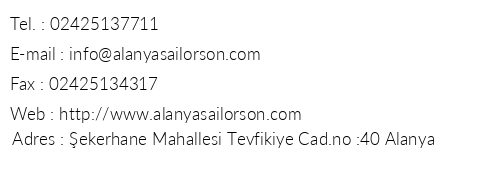 Tel. : 02425137711
E-mail : info@alanyasailorson.com
Fax : 02425134317
Web : http://www.alanyasailorson.com
Adres : Şekerhane Mahallesi Tevfikiye Cad.no :40 Alanya